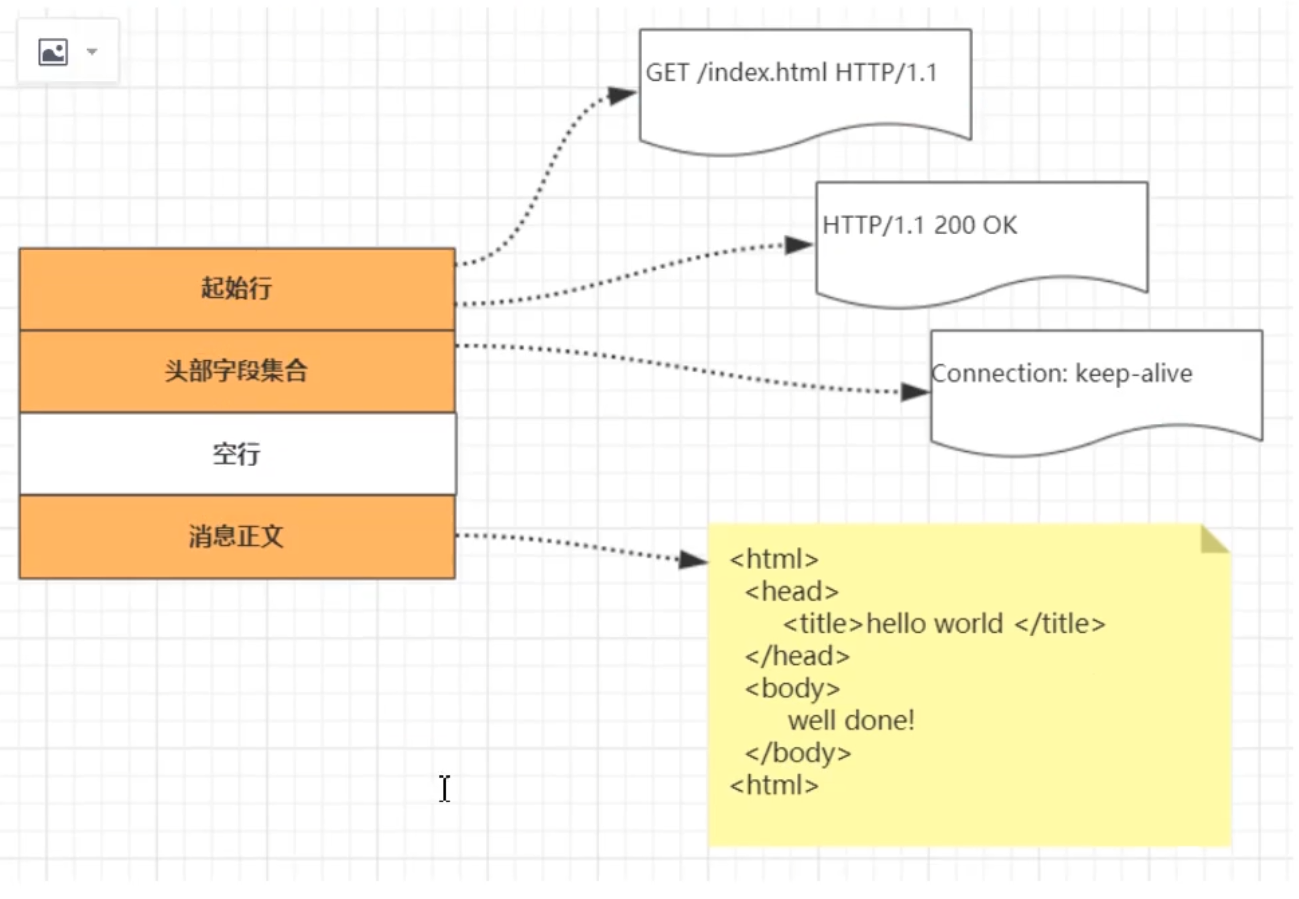 GET /index.html HTTP/1.1
HTTP/1.1 200 OK
起始行
头部字段集合
Connection: keep-alive
空行
消息正文
<html>
<head>
<title>hello world </title>
</head>
<body>
well done!
</body>
<html>